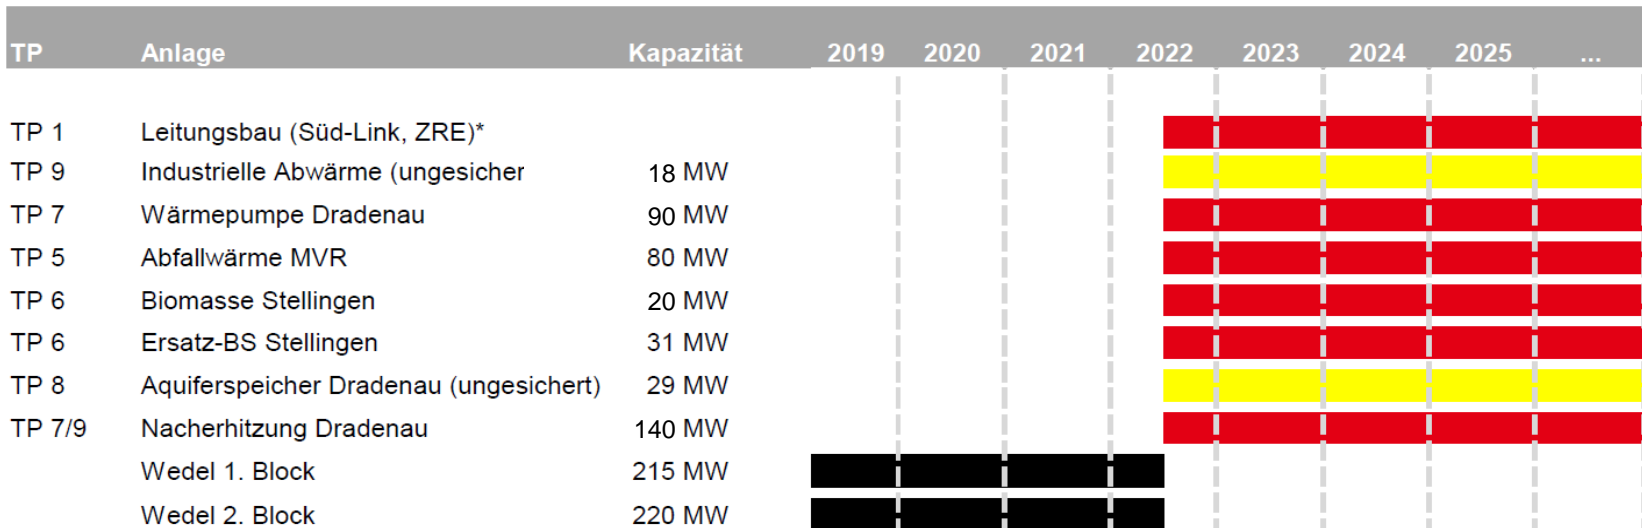 TP Anlage Kapazität 2019 2020 2021 2022 2023 2024 2025 ...
TP 1 Leitungsbau (Süd-Link, ZRE)*
TP 9 Industrielle Abwärme (ungesicher 18 MW
TP 7 Wärmepumpe Dradenau 90 MW
TP 5 Abfallwärme MVR 80 MW
TP 6 Biomasse Stellingen 20 MW
TP 6 Ersatz-BS Stellingen 31 MW
TP 8 Aquiferspeicher Dradenau (ungesichert) 29 MW
TP 7/9 Nacherhitzung Dradenau 140 MW
Wedel 1. Block 215 MW
Wedel 2. Block 220 MW